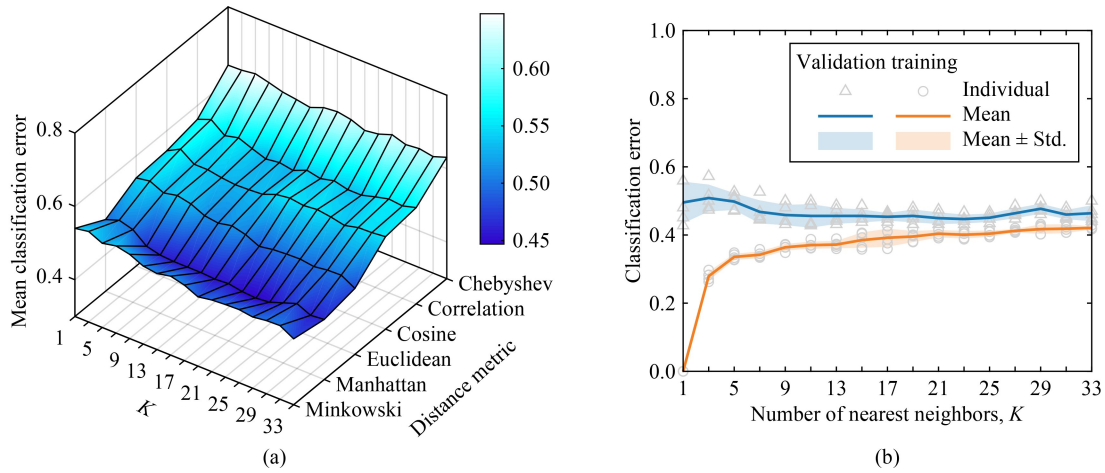 Mean classification error
0.8
0.6
0.4
1
5
9
13
17
21
25
29
33
K
Minkowski
Manhattan
Euclidean
Cosine
Correlation
Chebyshev
Distance metric
0.60
0.50
0.45
(a)
Classification error
1.0
0.8
0.6
0.4
0.2
0.0
Validation training
Individual
Mean
Mean ± Std.
1 5 9 13 17 21 25 29 33
Number of nearest neighbors, K
(b)